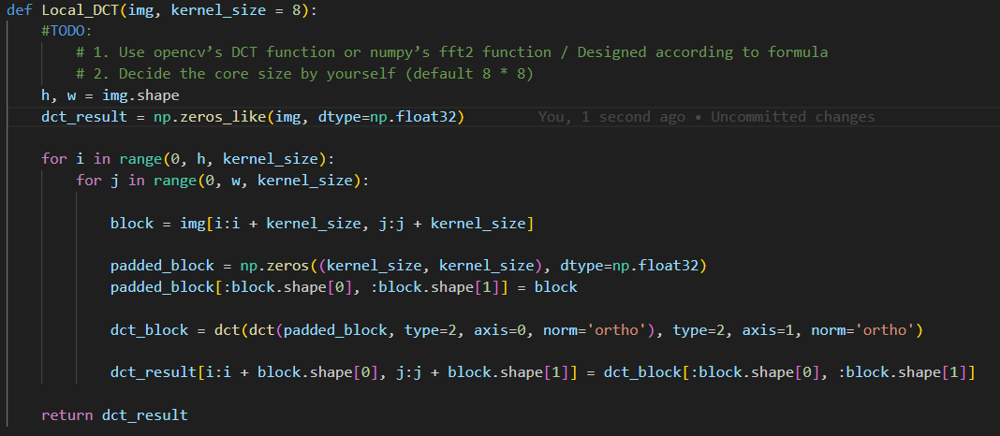 def Local_DCT(img, kernel_size = 8):
    #TODO:
        # 1. Use opencv’s DCT function or numpy’s fft2 function / Designed according to formula
        # 2. Decide the core size by yourself (default 8 * 8)
    h, w = img.shape
    dct_result = np.zeros_like(img, dtype=np.float32)        You, 1 second ago • Uncommitted changes
    for i in range(0, h, kernel_size):
        for j in range(0, w, kernel_size):
            block = img[i:i + kernel_size, j:j + kernel_size]
            padded_block = np.zeros((kernel_size, kernel_size), dtype=np.float32)
            padded_block[:block.shape[0], :block.shape[1]] = block
            dct_block = dct(dct(padded_block, type=2, axis=0, norm='ortho'), type=2, axis=1, norm='ortho')
            dct_result[i:i + block.shape[0], j:j + block.shape[1]] = dct_block[:block.shape[0], :block.shape[1]]
    return dct_result